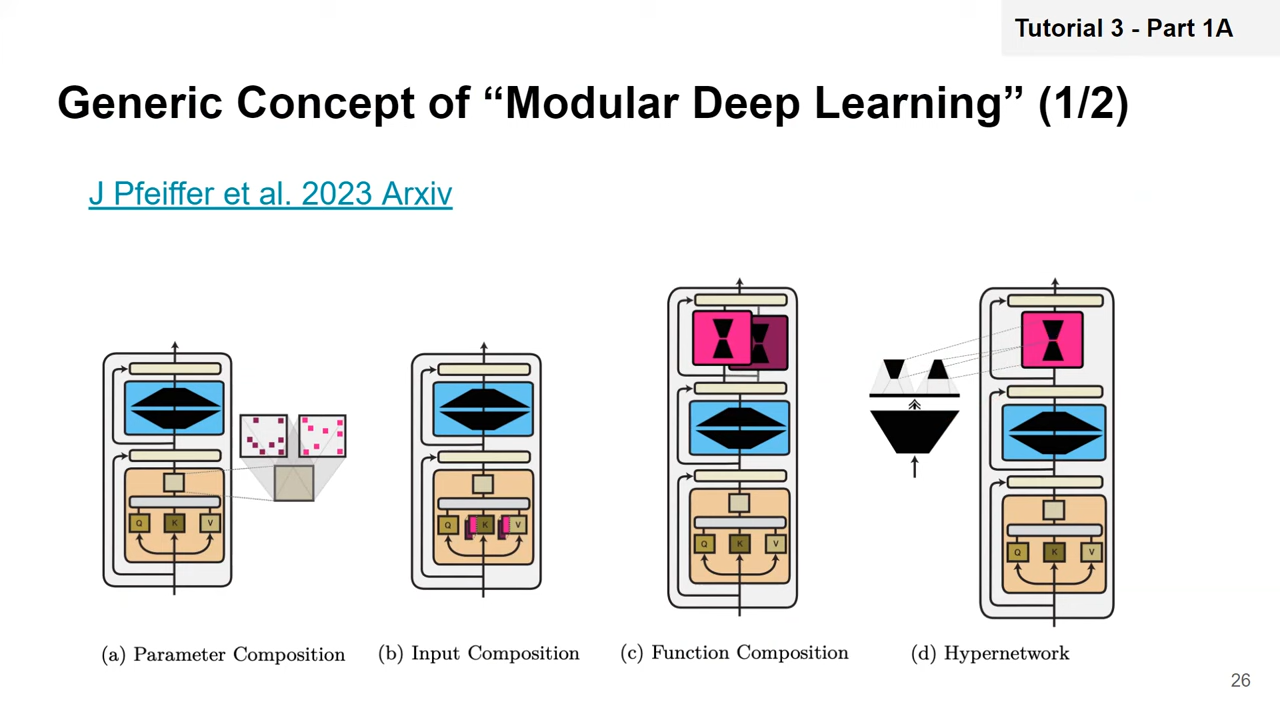 Tutorial 3 - Part 1A
Generic Concept of “Modular Deep Learning” (1/2)
J Pfeiffer et al. 2023 Arxiv
Q K V
Q K V
Q K V
Q K V
(a) Parameter Composition
(b) Input Composition
(c) Function Composition
(d) Hypernetwork
26